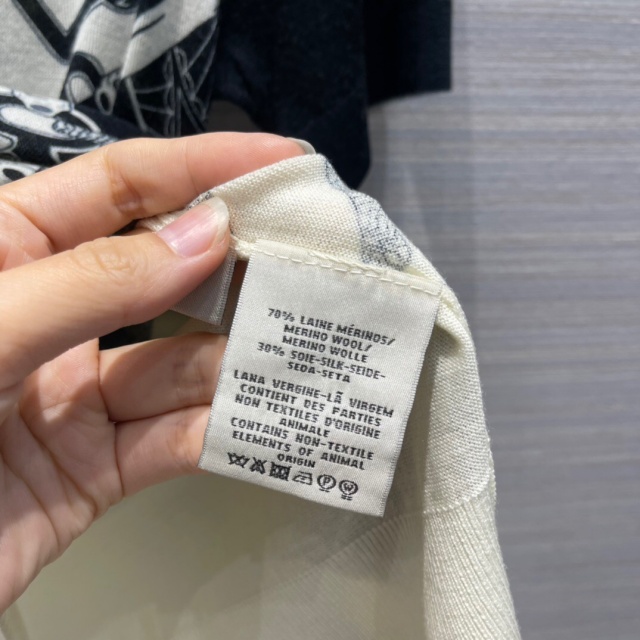 70% LAINE MÉRINOS/
MERINO WOOL/
MERINO WOLLE
30% SOIE-SILK-SEIDE-
SEDA-SETA
LANA VERGINE-LÃ VIRGEM
CONTIENT DES PARTIES
NON TEXTILES D'ORIGINE
ANIMALE
CONTAINS NON-TEXTILE
ELEMENTS OF ANIMAL
ORIGIN